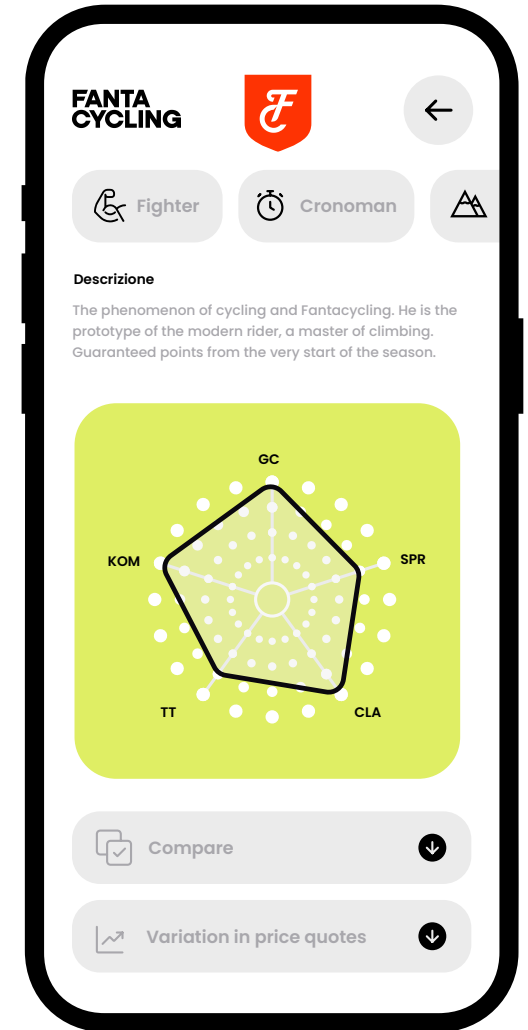 FANTA
CYCLING
Fighter
Cronoman
Descrizione
The phenomenon of cycling and Fantacycling. He is the
prototype of the modern rider, a master of climbing.
Guaranteed points from the very start of the season.
GC
KOM
SPR
TT
CLA
Compare
Variation in price quotes